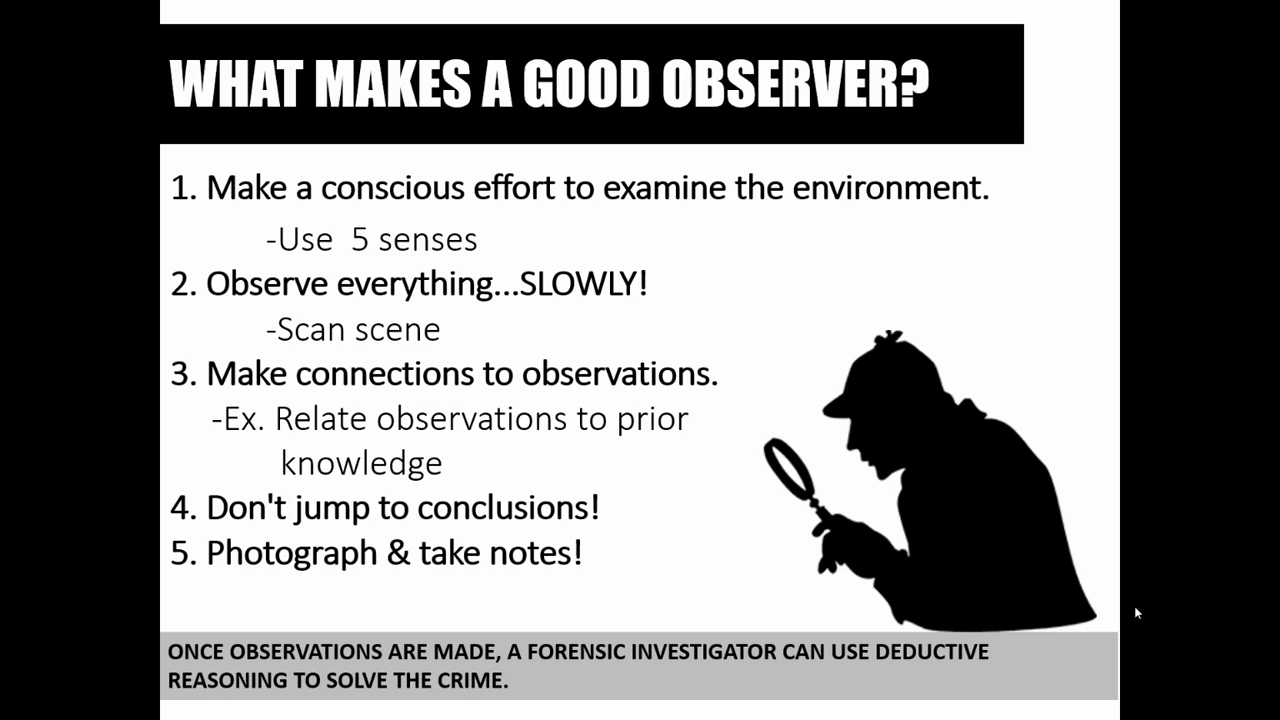 WHAT MAKES A GOOD OBSERVER?
1. Make a conscious effort to examine the environment.
-Use 5 senses
2. Observe everything...SLOWLY!
-Scan scene
3. Make connections to observations.
-Ex. Relate observations to prior
knowledge
4. Don't jump to conclusions!
5. Photograph & take notes!
ONCE OBSERVATIONS ARE MADE, A FORENSIC INVESTIGATOR CAN USE DEDUCTIVE
REASONING TO SOLVE THE CRIME.